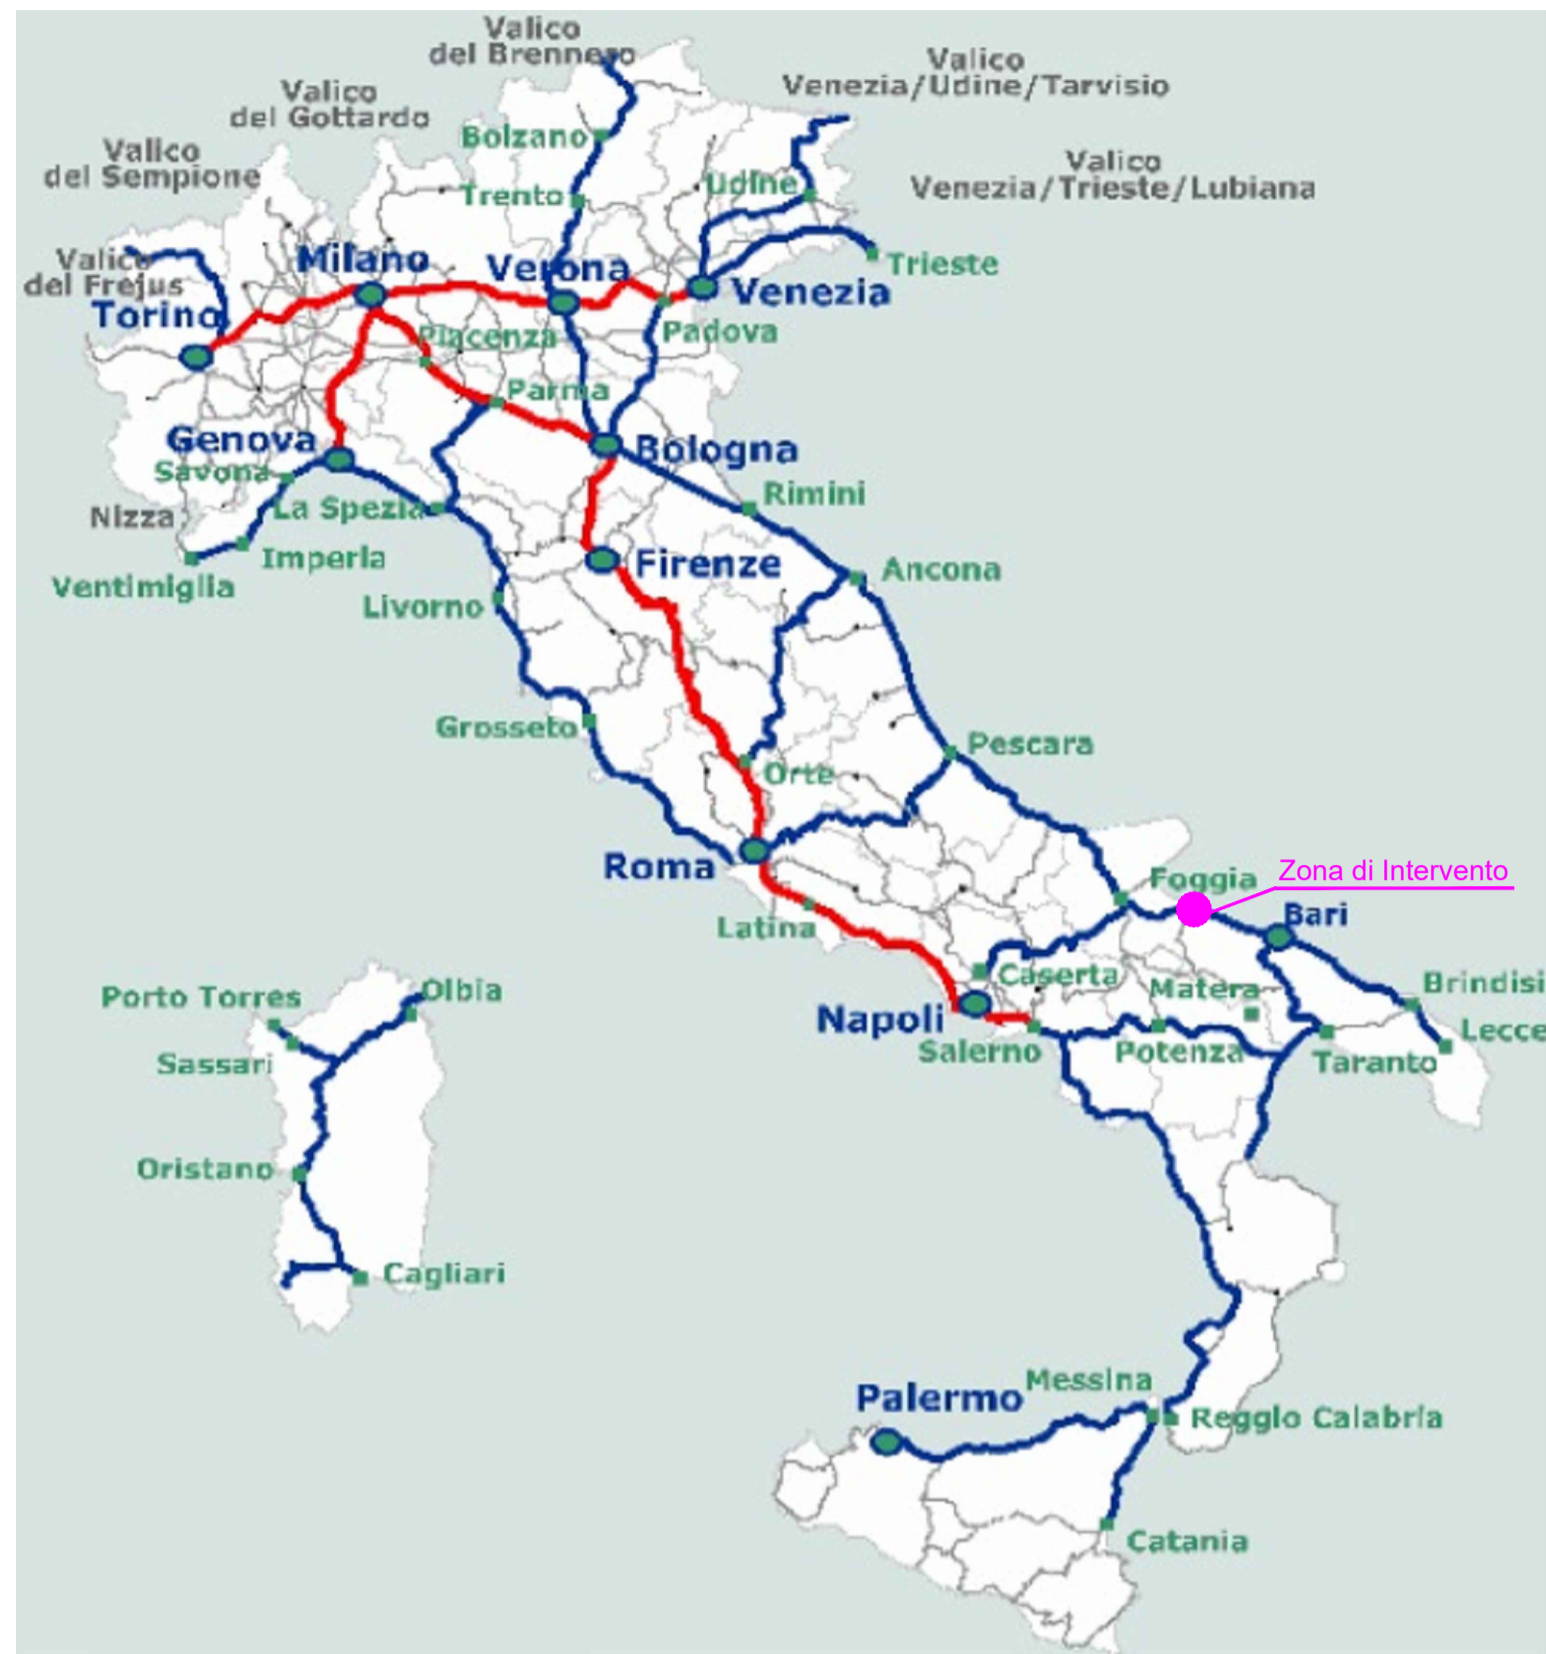 Valico
del Brennero
Valico
Venezia/Udine/Tarvisio
Valico
del Gottardo
Bolzano
Valico
del Sempione
Valico
Venezia/Trieste/Lubiana
Udine
Trento
Valico
del Frejus
Milano
Verona
Trieste
Venezia
Torino
Piacenza
Padova
Parma
Genova
Bologna
Savona
Rimini
La Spezia
Nizza
Imperia
Firenze
Ancona
Ventimiglia
Livorno
Grosseto
Pescara
Orte
Roma
Foggia
Zona di Intervento
Bari
Latina
Caserta
Matera
Brindisi
Porto Torres
Olbia
Napoli
Lecce
Salerno
Potenza
Taranto
Sassari
Oristano
Cagliari
Messina
Palermo
Reggio Calabria
Catania